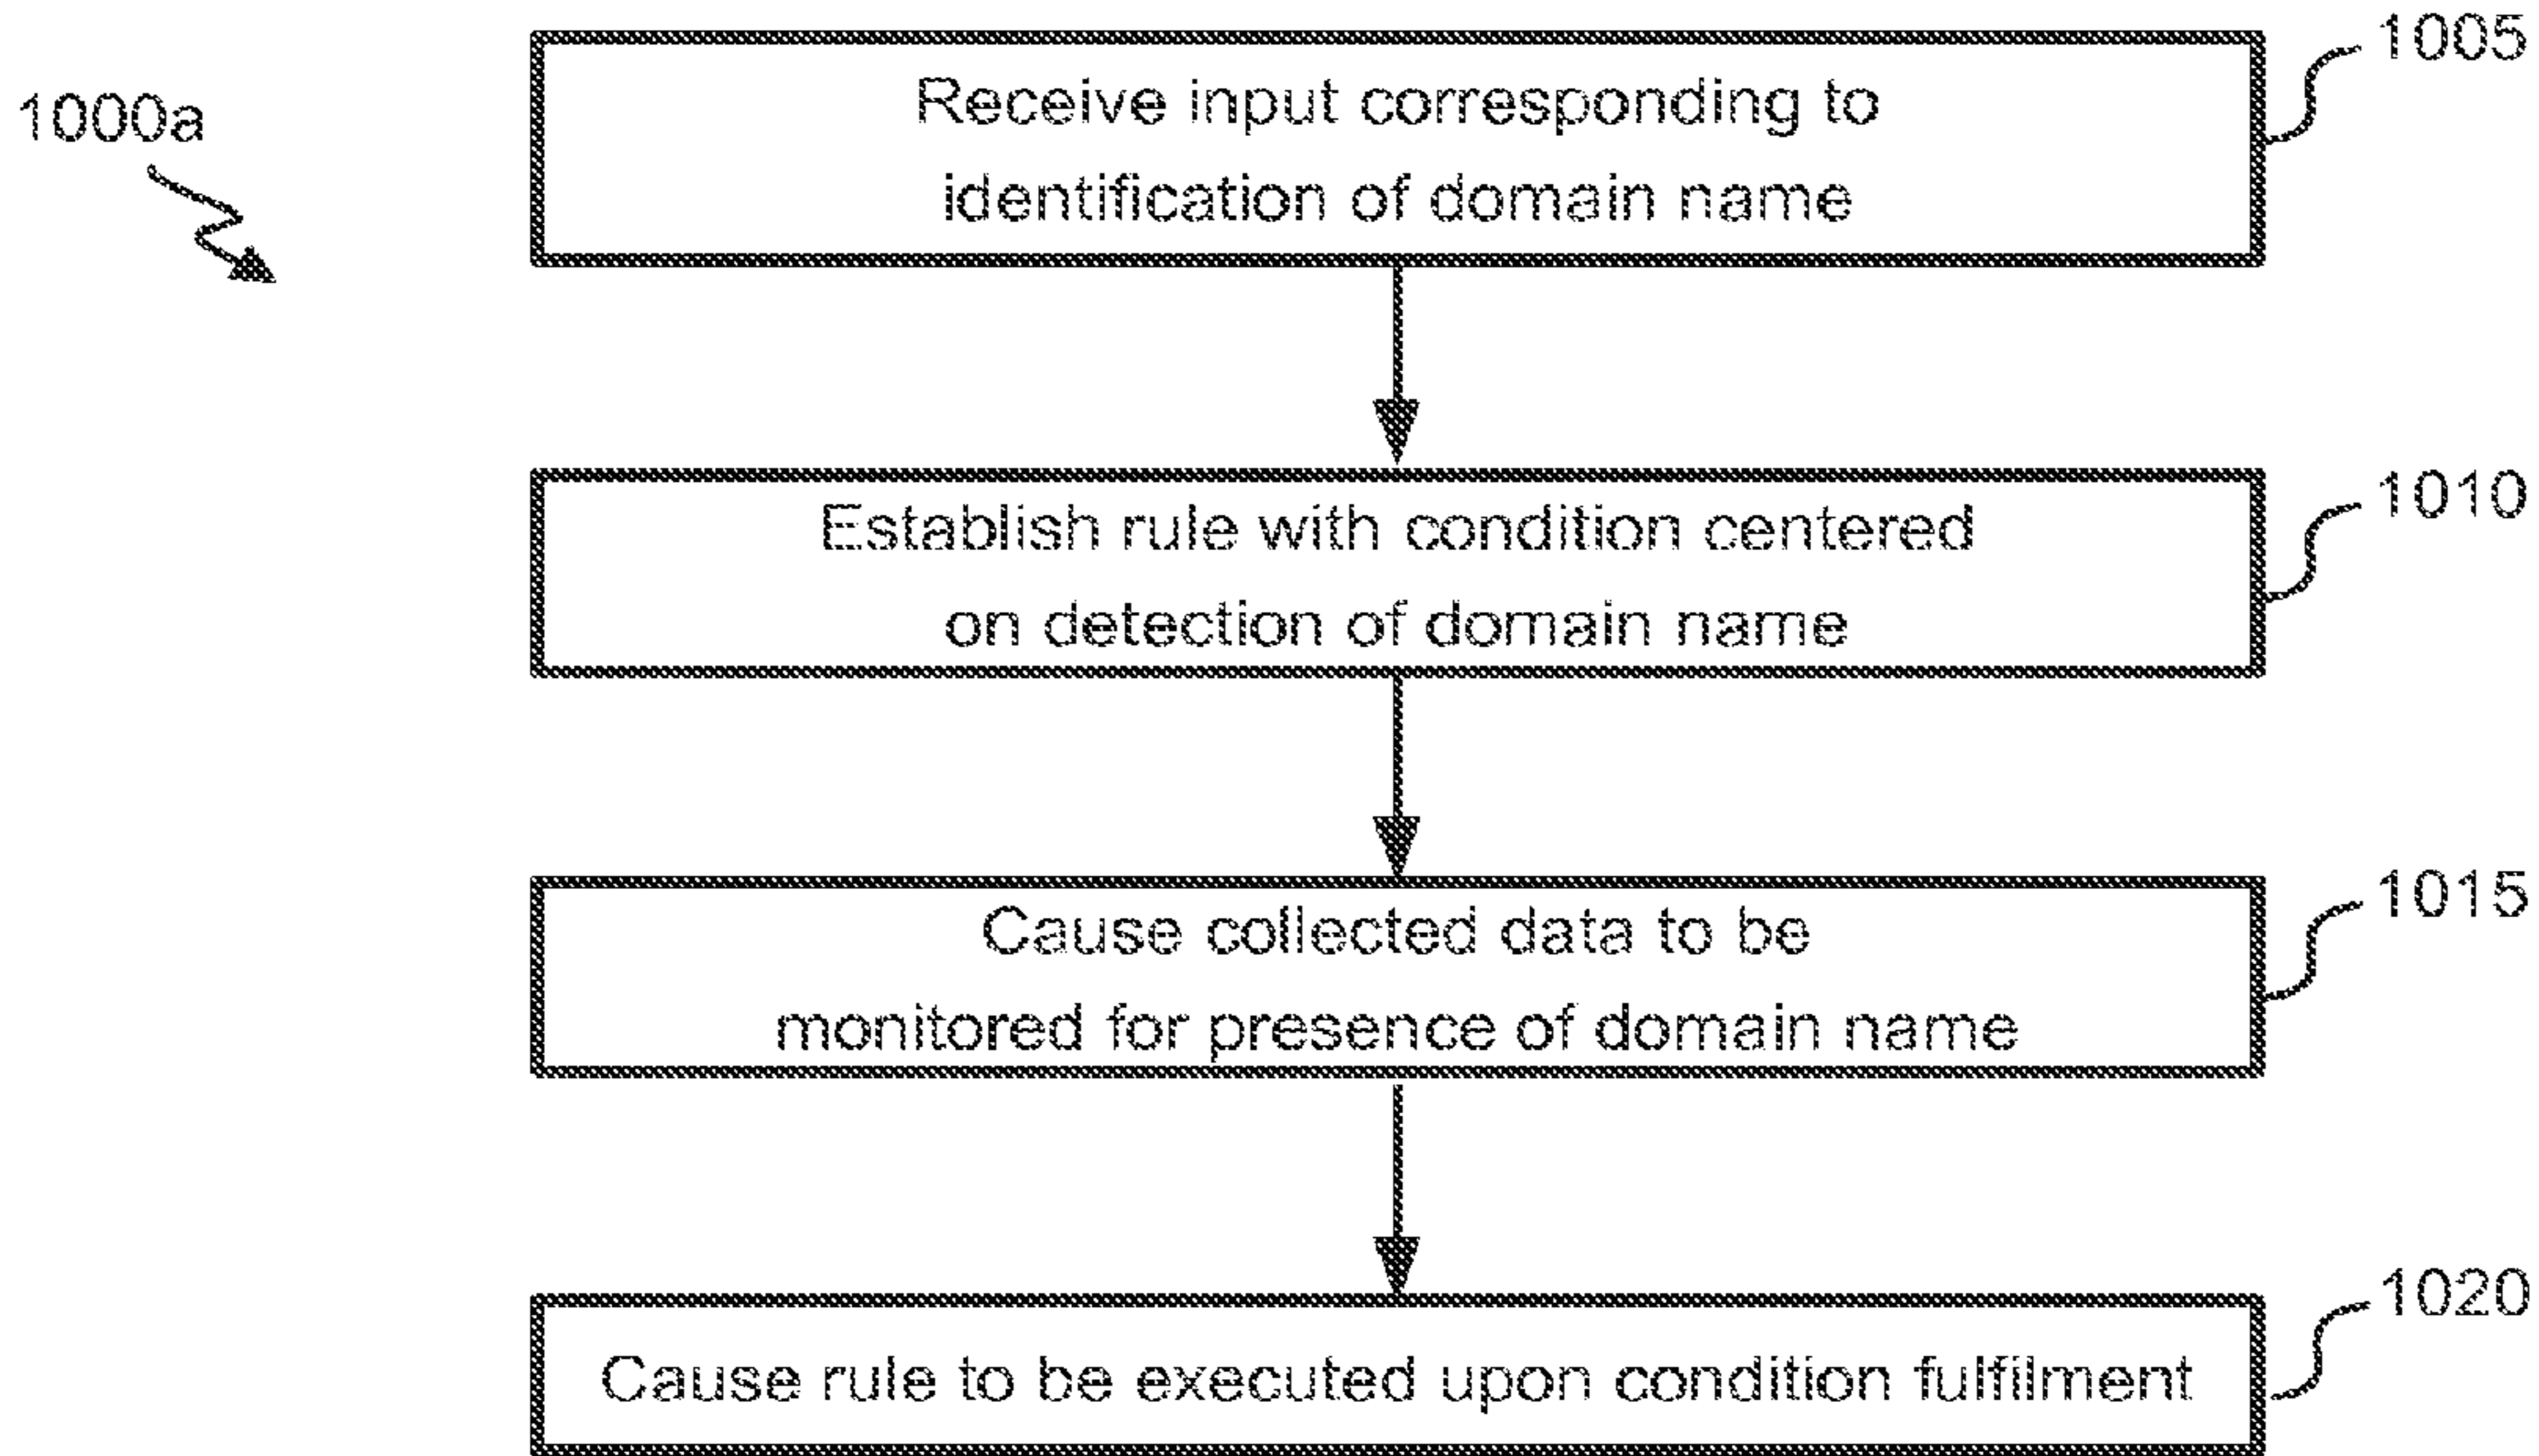 1000a
Receive input corresponding to
identification of domain name
1005
Establish rule with condition centered
on detection of domain name
1010
Cause collected data to be
monitored for presence of domain name
1015
Cause rule to be executed upon condition fulfilment
1020